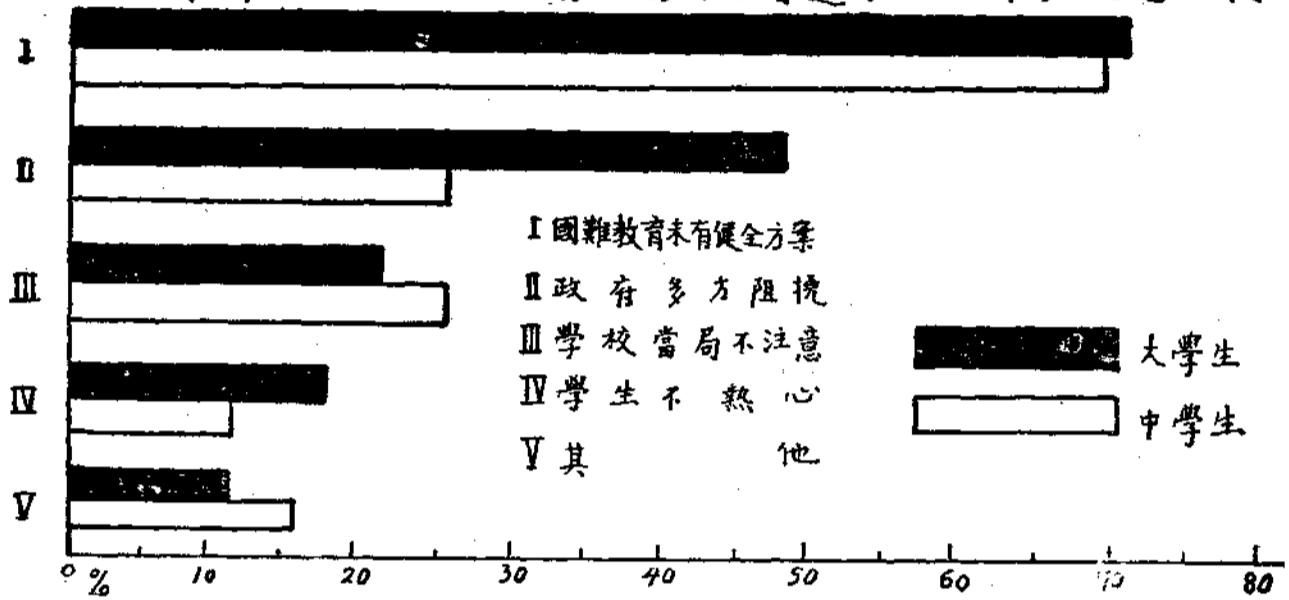 I
II
III
IV
V
I 國難教育未有健全方案
II 政府多方阻撓
III 學校當局不注意
IV 學生不熱心
V 其他
大學生
中學生
0 % 10 20 30 40 50 60 70 80